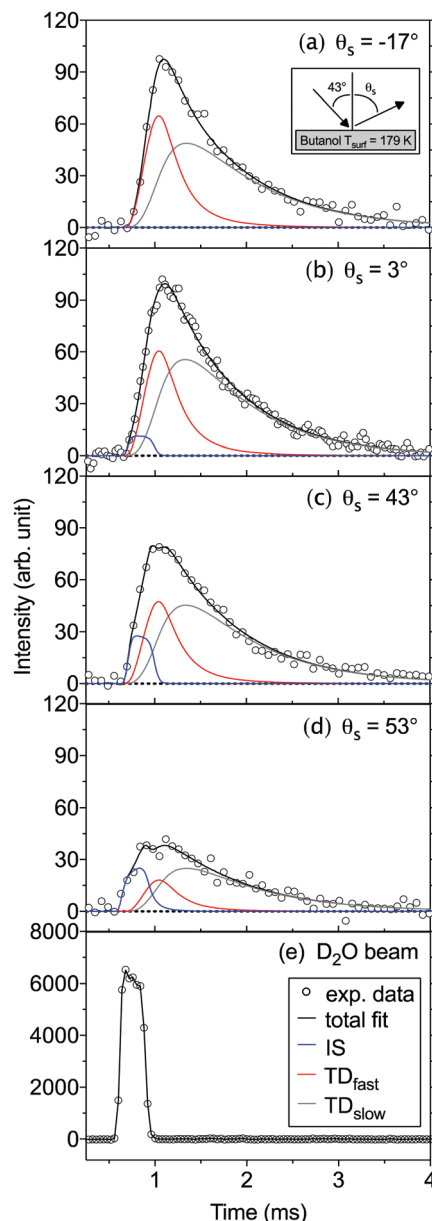 (a) θs = -17°
120
90
60
30
0
43°
θs
Butanol Tsurf = 179 K
(b) θs = 3°
120
90
60
30
0
(c) θs = 43°
120
90
60
30
0
(d) θs = 53°
120
90
60
30
0
Intensity (arb. unit)
(e) D2O beam
8000
6000
4000
2000
0
exp. data
total fit
IS
TDfast
TDslow
1 2 3 4
Time (ms)